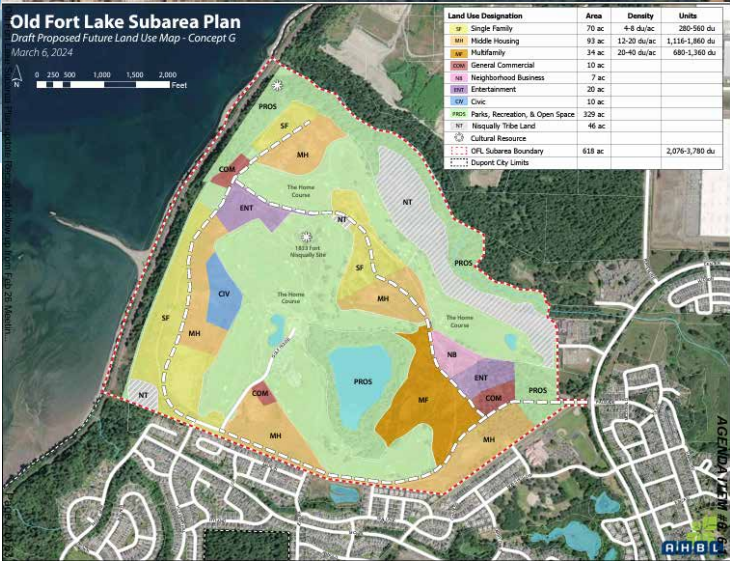 Old Fort Lake Subarea Plan
Draft Proposed Future Land Use Map - Concept G
March 6, 2024
N
0 250 500 1,000 1,500 2,000
Feet
Land Use Designation Area Density Units
SF Single Family 70 ac 4-8 du/ac 280-560 du
MH Middle Housing 93 ac 12-20 du/ac 1,116-1,860 du
MF Multifamily 34 ac 20-40 du/ac 680-1,360 du
COM General Commercial 10 ac
NB Neighborhood Business 7 ac
ENT Entertainment 20 ac
CIV Civic 10 ac
PROS Parks, Recreation, & Open Space 329 ac
NT Nisqually Tribe Land 46 ac
Cultural Resource
OFL Subarea Boundary 618 ac 2,076-3,780 du
Dupont City Limits
PROS
SF
MH
COM
The Home
Course
NT
ENT
NT
1833 Fort
Nisqually Site
SF
PROS
CIV
The Home
Course
MH
SF
The Home
Course
MH
NB
PROS
ENT
NT
COM
MF
COM
PROS
MH
MH
AGENDA ITEM #
AHBL